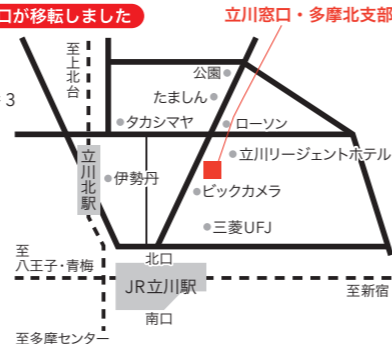 口が移転しました
立川窓口・多摩北支部
至上北台
公園
たましん
3
タカシマヤ
ローソン
立川リージェントホテル
立川北駅
伊勢丹
ビックカメラ
三菱UFJ
至
八王子・青梅
北口
JR立川駅
至新宿
南口
至多摩センター